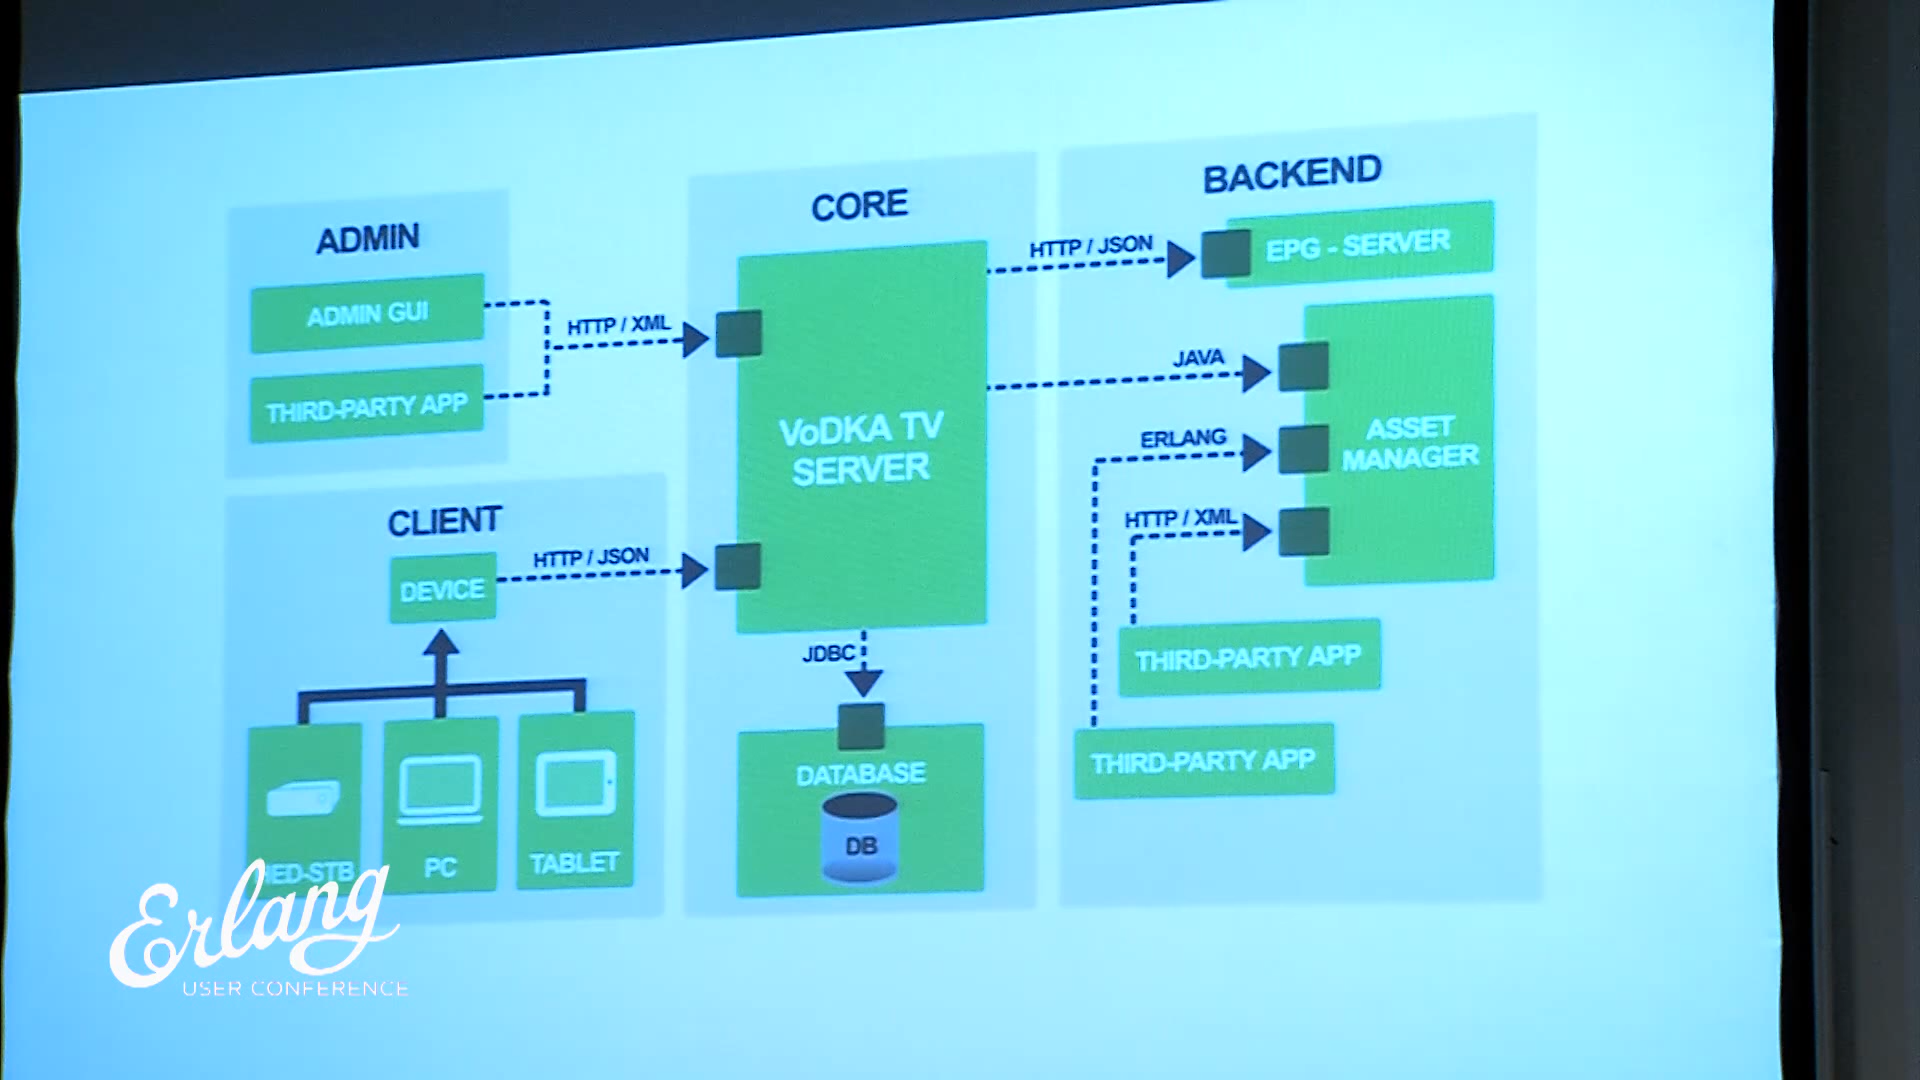 ADMIN
ADMIN GUI
THIRD-PARTY APP
HTTP / XML
CLIENT
DEVICE
HTTP / JSON
PC
TABLET
CORE
VoDKA TV
SERVER
JDBC
DATABASE
DB
BACKEND
HTTP / JSON
EPG - SERVER
JAVA
ERLANG
HTTP / XML
ASSET
MANAGER
THIRD-PARTY APP
THIRD-PARTY APP
Erlang
USER CONFERENCE